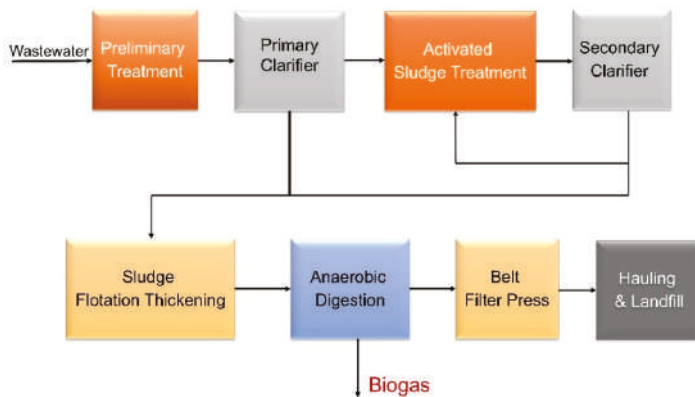 Wastewater
Preliminary
Treatment
Primary
Clarifier
Activated
Sludge Treatment
Secondary
Clarifier
Sludge
Flotation Thickening
Anaerobic
Digestion
Belt
Filter Press
Hauling
& Landfill
Biogas